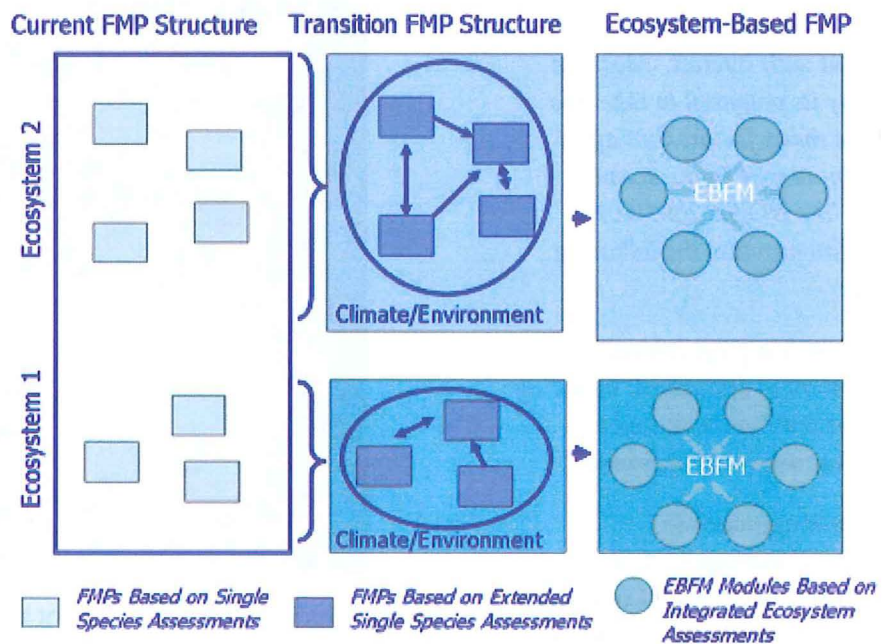 Current FMP Structure
Transition FMP Structure
Ecosystem-Based FMP
Ecosystem 2
Climate/Environment
EBFM
Ecosystem 1
Climate/Environment
EBFM
FMPs Based on Single
Species Assessments
FMPs Based on Extended
Single Species Assessments
EBFM Modules Based on
Integrated Ecosystem
Assessments